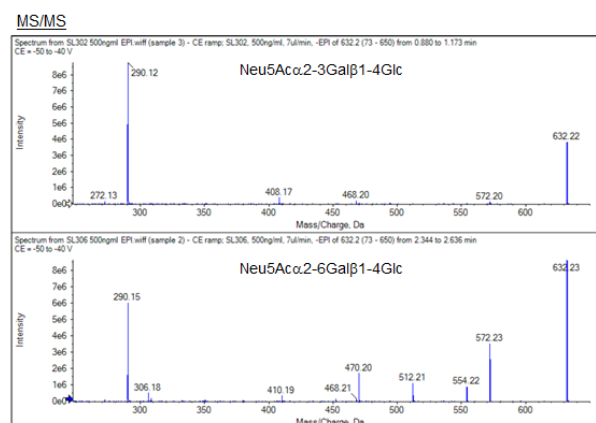 MS/MS
Spectrum from SL302 500ngml EPI.wiff (sample 3) - CE ramp; SL302, 500ng/ml, 7ul/min, -EPI of 632.2 (73 - 650) from 0.880 to 1.173 min
CE = -50 to -40 V
Neu5Acα2-3Galβ1-4Glc
290.12
632.22
272.13
408.17
468.20
572.20
8e6
7e6
6e6
5e6
4e6
3e6
2e6
1e6
0e0
Intensity
300 350 400 450 500 550 600
Mass/Charge, Da
Spectrum from SL306 500ngml EPI.wiff (sample 2) - CE ramp; SL306, 500ng/ml, 7ul/min, -EPI of 632.2 (73 - 650) from 2.344 to 2.636 min
CE = -50 to -40 V
Neu5Acα2-6Galβ1-4Glc
632.23
290.15
572.23
470.20
512.21
554.22
306.18
410.19
468.21
8e6
7e6
6e6
5e6
4e6
3e6
2e6
1e6
0e0
Intensity
300 350 400 450 500 550 600
Mass/Charge, Da